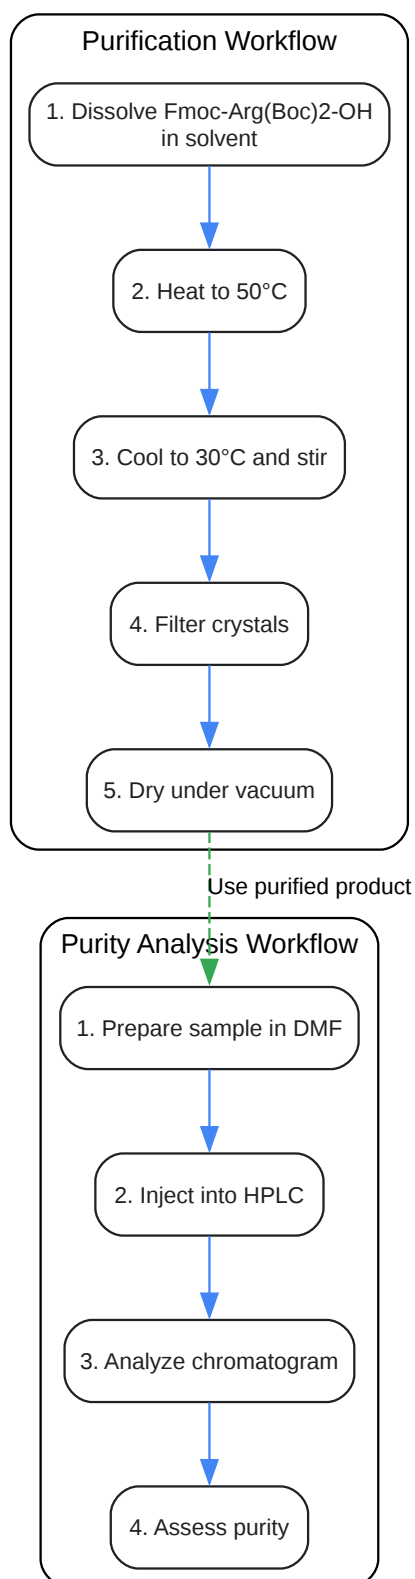 Purification Workflow
1. Dissolve Fmoc-Arg(Boc)2-OH
in solvent
2. Heat to 50°C
3. Cool to 30°C and stir
4. Filter crystals
5. Dry under vacuum
Use purified product
Purity Analysis Workflow
1. Prepare sample in DMF
2. Inject into HPLC
3. Analyze chromatogram
4. Assess purity